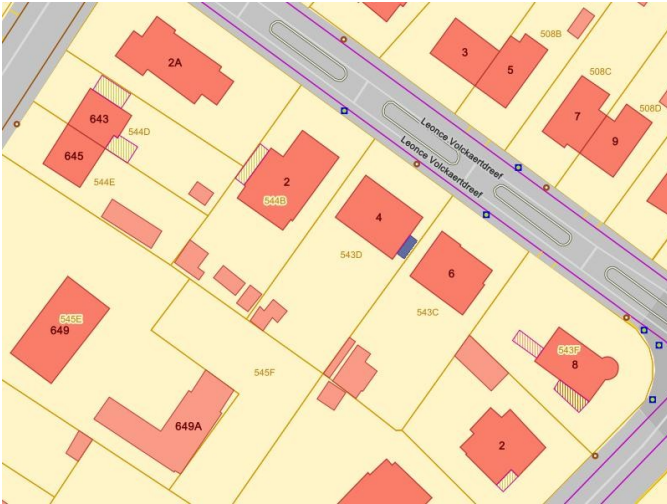 508B
3
5
2A
508C
508D
643
7
544D
9
Leonce Volckaertdreef
Leonce Volckaertdreef
645
544E
2
544B
4
543D
6
543C
545E
649
543F
8
545F
649A
2